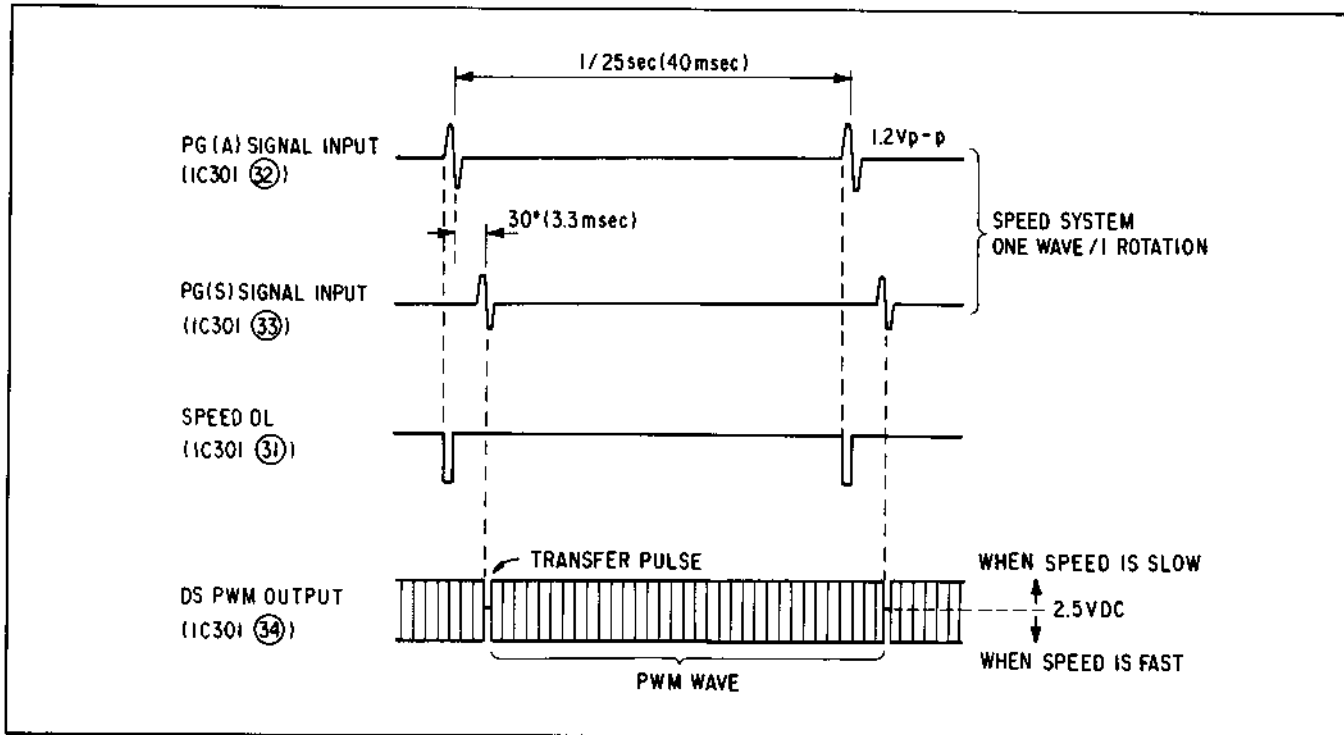 1/25sec(40msec)
PG(A) SIGNAL INPUT
(IC301 ㉜)
1.2Vp-p
30°(3.3msec)
SPEED SYSTEM
ONE WAVE/1 ROTATION
PG(S) SIGNAL INPUT
(IC301 ㉝)
SPEED OL
(IC301 ㉛)
TRANSFER PULSE
WHEN SPEED IS SLOW
DS PWM OUTPUT
(IC301 ㉞)
2.5VDC
WHEN SPEED IS FAST
PWM WAVE